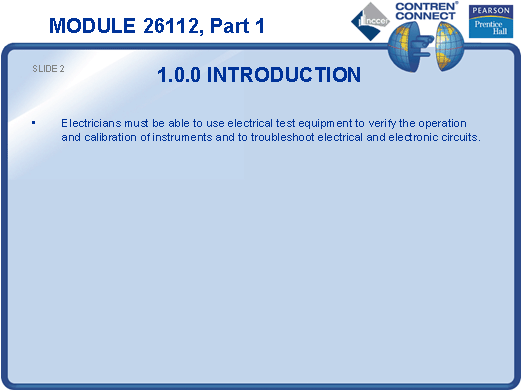 MODULE 26112, Part 1
nccer
CONTREN®
CONNECT
PEARSON
Prentice
Hall
SLIDE 2
1.0.0 INTRODUCTION
• Electricians must be able to use electrical test equipment to verify the operation
and calibration of instruments and to troubleshoot electrical and electronic circuits.